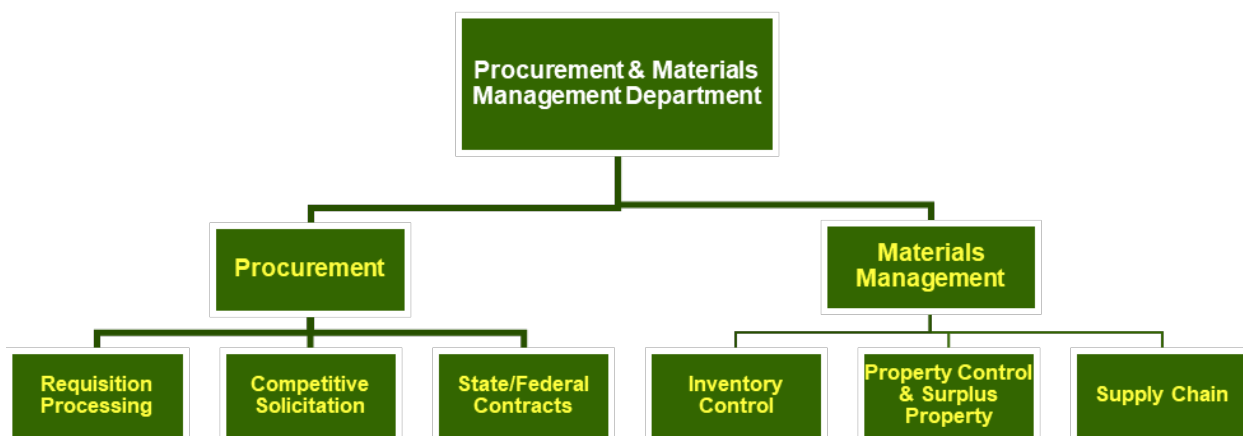 Procurement & Materials
Management Department
Procurement
Materials
Management
Requisition
Processing
Competitive
Solicitation
State/Federal
Contracts
Inventory
Control
Property Control
& Surplus
Property
Supply Chain